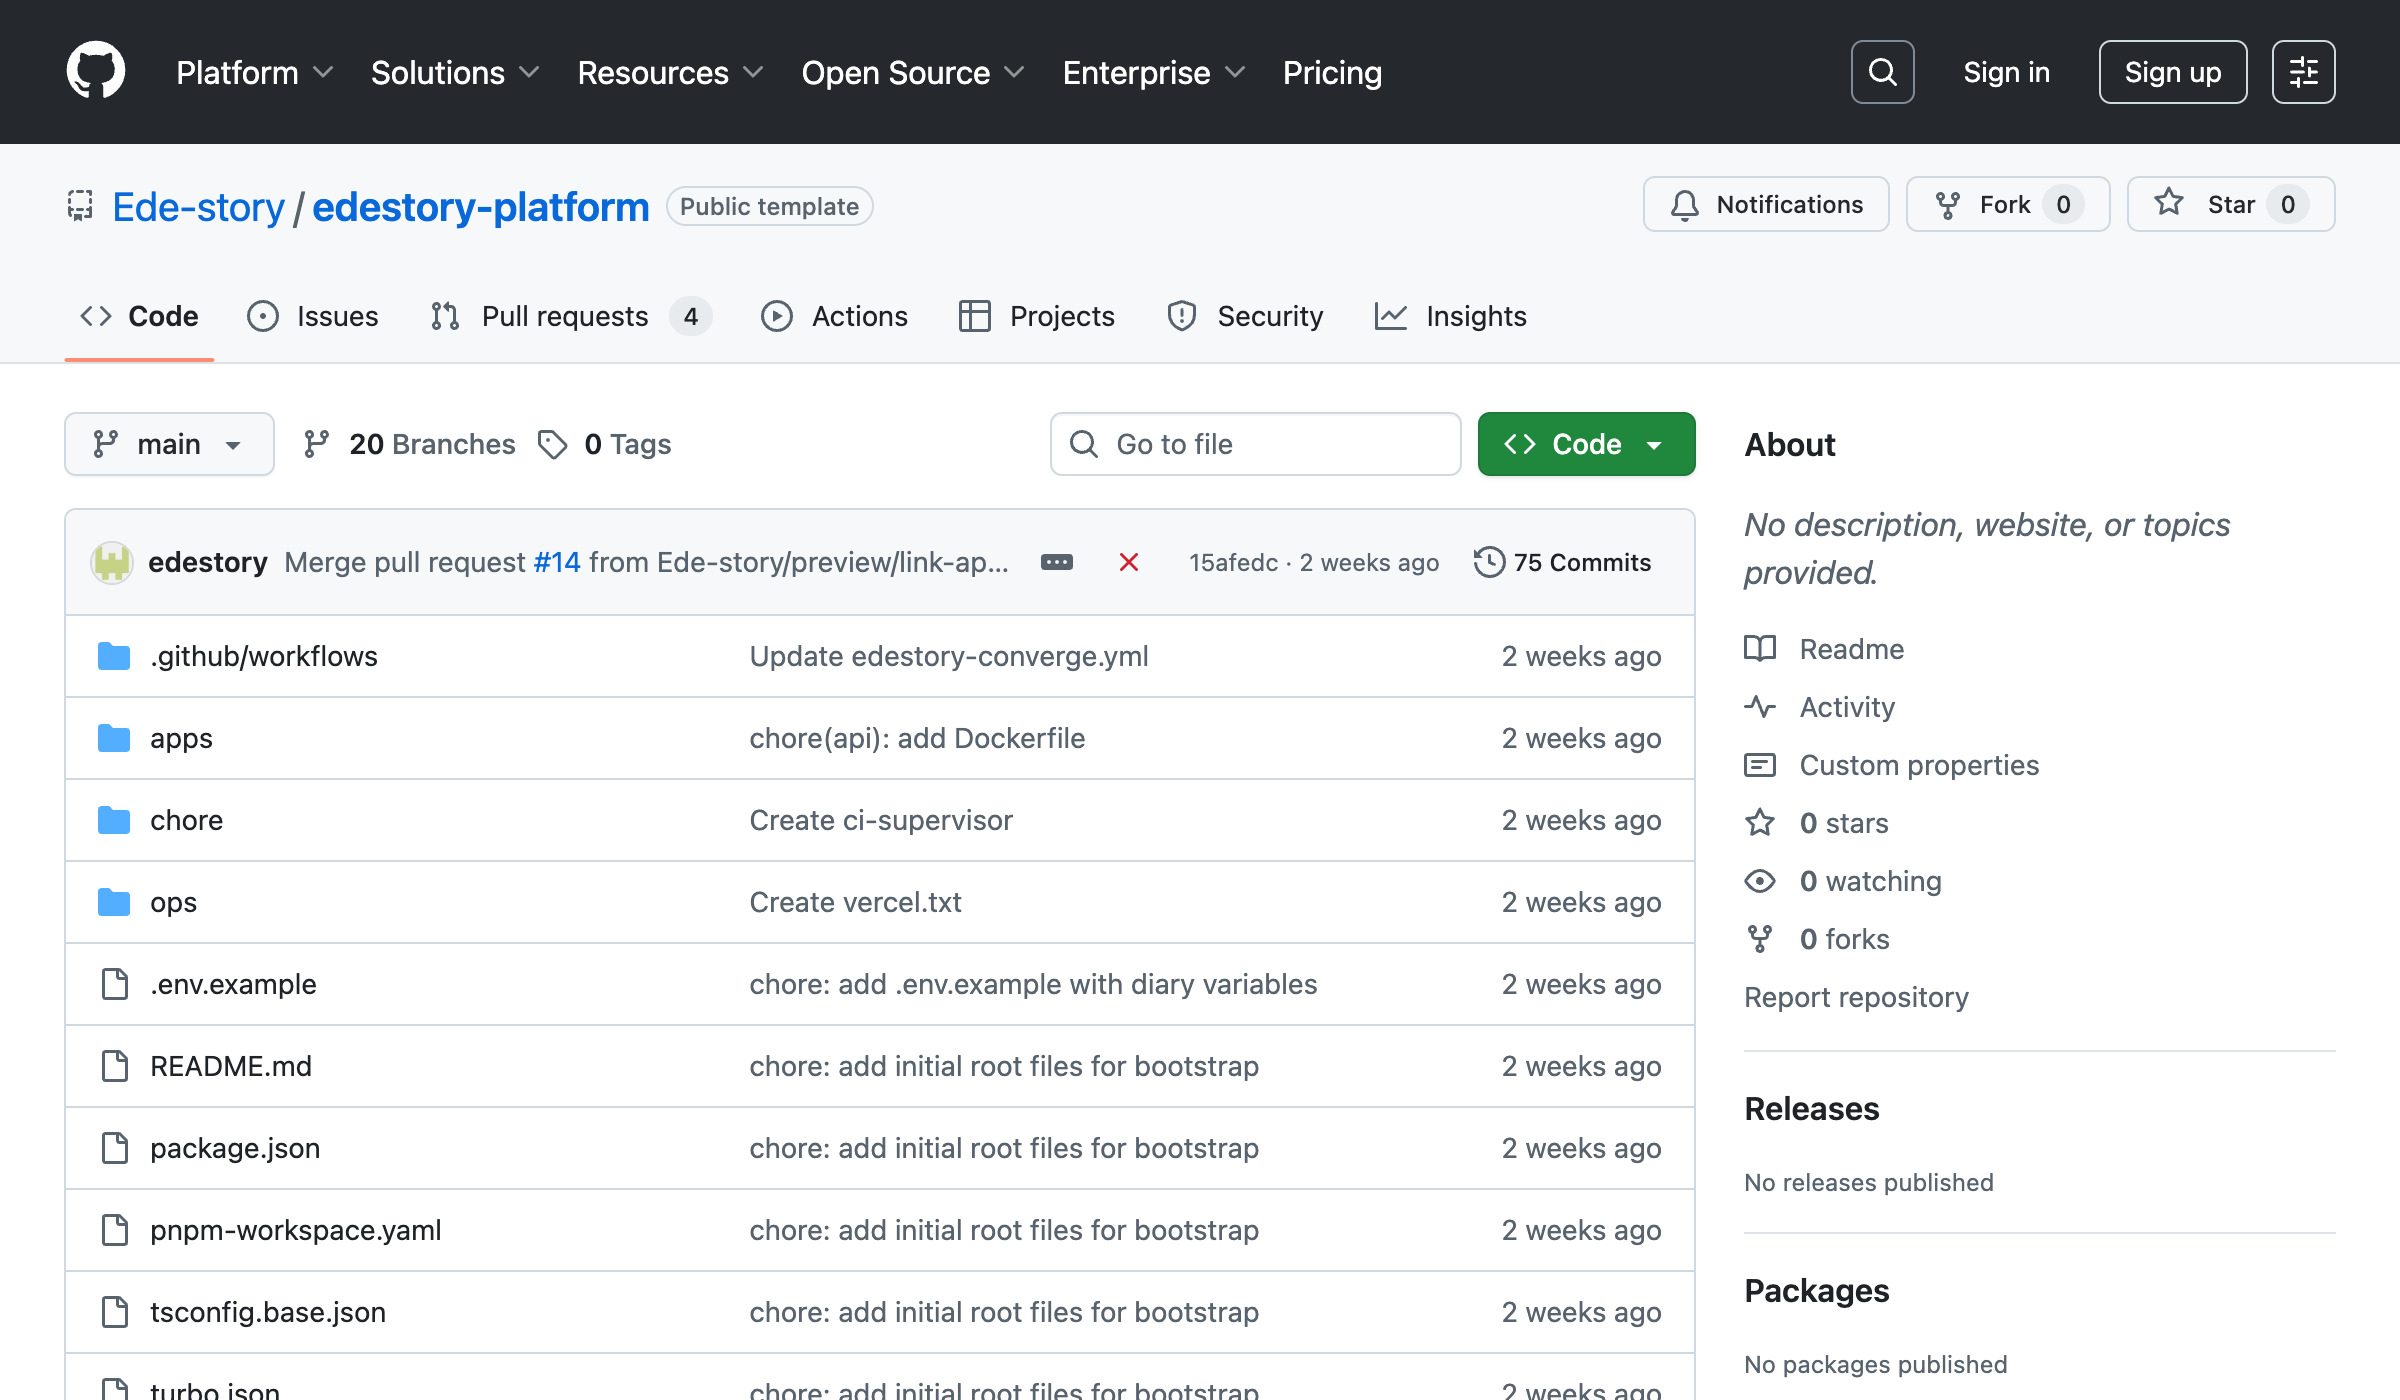 Platform Solutions Resources Open Source Enterprise Pricing Sign in Sign up
Ede-story / edestory-platform Public template Notifications Fork 0 Star 0
Code Issues Pull requests 4 Actions Projects Security Insights
main 20 Branches 0 Tags Go to file Code
edestory Merge pull request #14 from Ede-story/preview/link-ap... 15afedc · 2 weeks ago 75 Commits
.github/workflows Update edestory-converge.yml 2 weeks ago
apps chore(api): add Dockerfile 2 weeks ago
chore Create ci-supervisor 2 weeks ago
ops Create vercel.txt 2 weeks ago
.env.example chore: add .env.example with diary variables 2 weeks ago
README.md chore: add initial root files for bootstrap 2 weeks ago
package.json chore: add initial root files for bootstrap 2 weeks ago
pnpm-workspace.yaml chore: add initial root files for bootstrap 2 weeks ago
tsconfig.base.json chore: add initial root files for bootstrap 2 weeks ago
turbo.json chore: add initial root files for bootstrap 2 weeks ago
About
No description, website, or topics
provided.
Readme
Activity
Custom properties
0 stars
0 watching
0 forks
Report repository
Releases
No releases published
Packages
No packages published